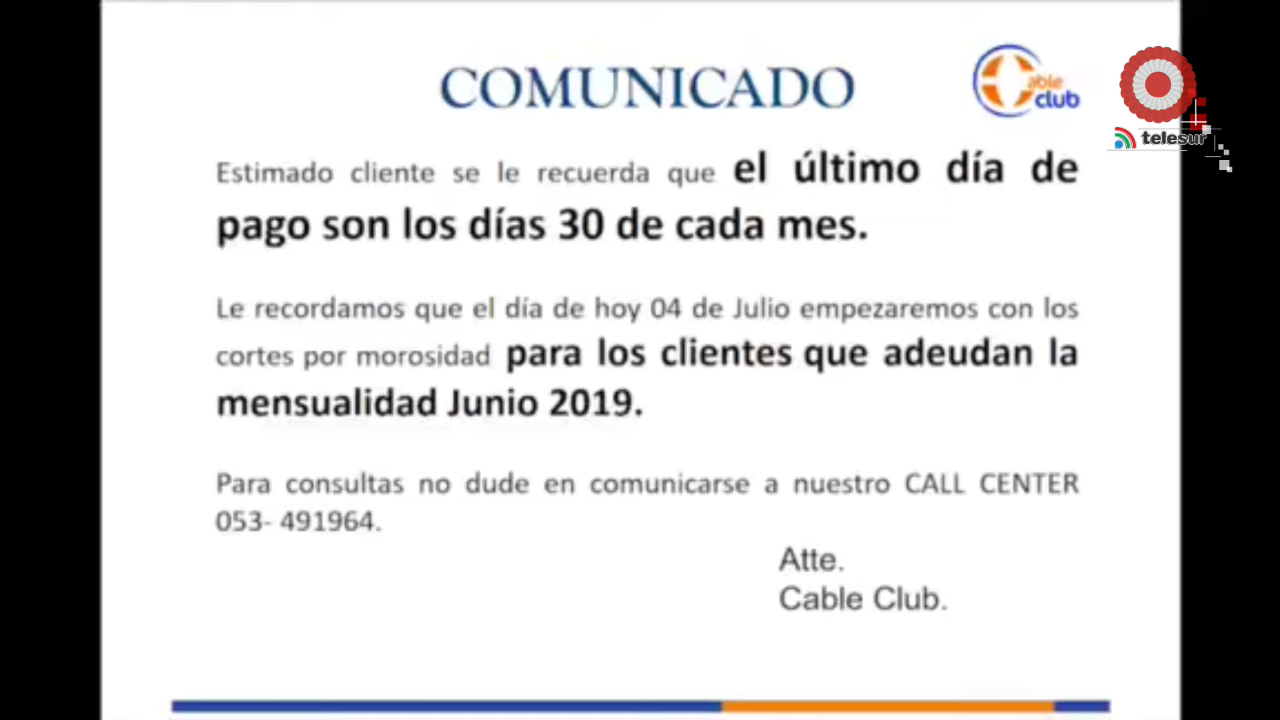 COMUNICADO
able
club
telesur
Estimado cliente se le recuerda que el último día de
pago son los días 30 de cada mes.
Le recordamos que el día de hoy 04 de Julio empezaremos con los
cortes por morosidad para los clientes que adeudan la
mensualidad Junio 2019.
Para consultas no dude en comunicarse a nuestro CALL CENTER
053- 491964.
Atte.
Cable Club.